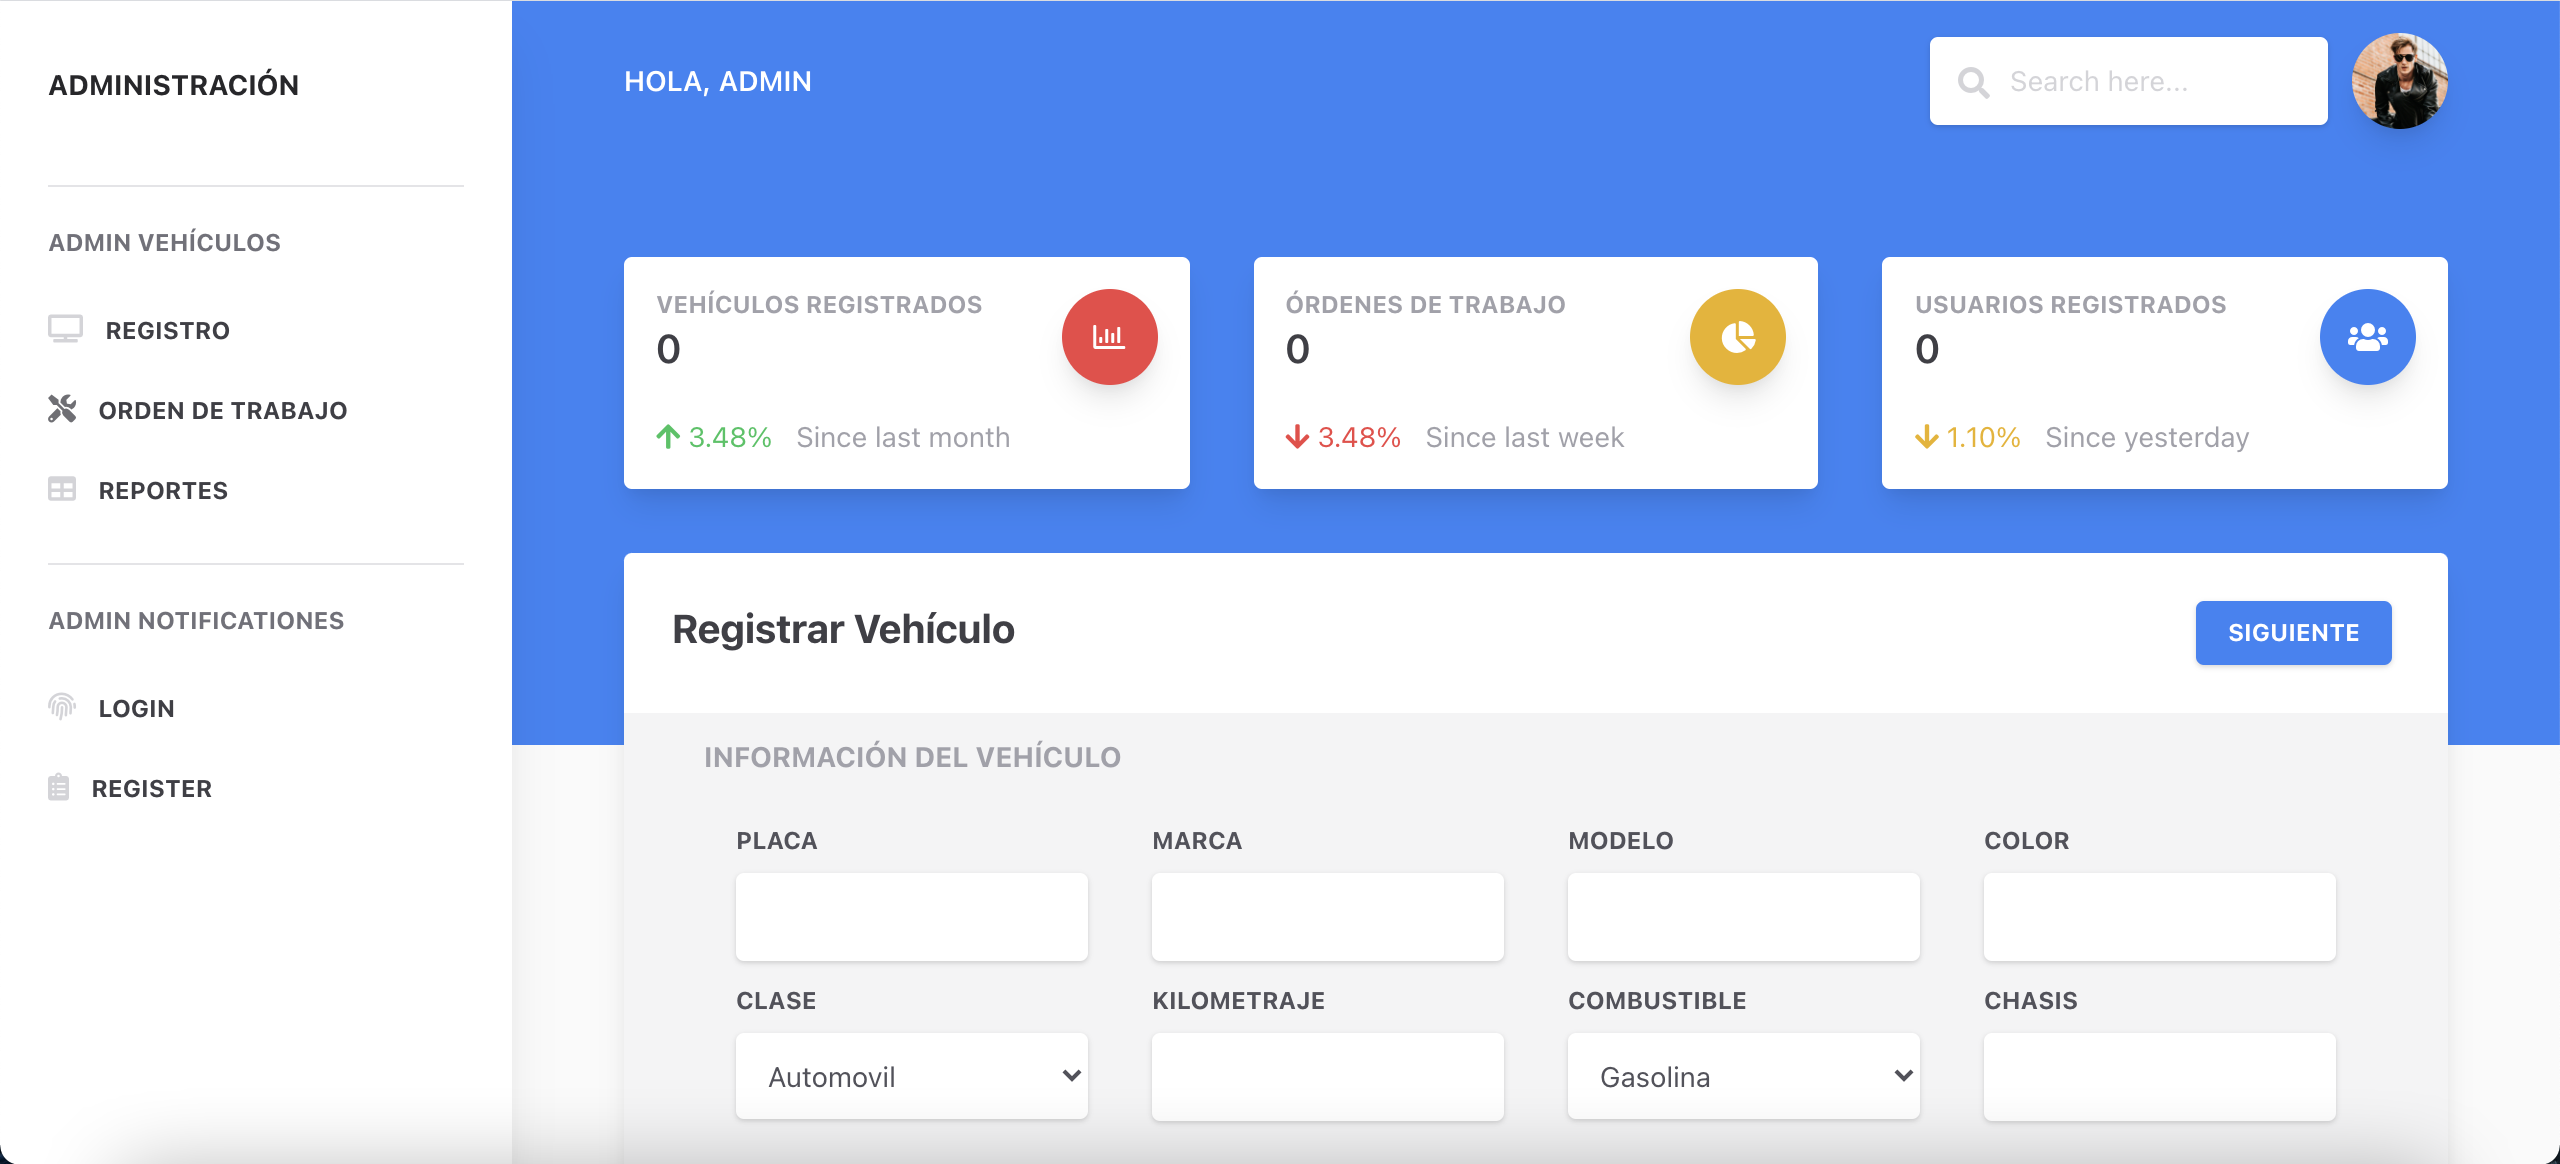 ADMINISTRACIÓN
ADMIN VEHÍCULOS
REGISTRO
ORDEN DE TRABAJO
REPORTES
ADMIN NOTIFICATIONES
LOGIN
REGISTER
HOLA, ADMIN
Search here...
VEHÍCULOS REGISTRADOS
0
3.48% Since last month
ÓRDENES DE TRABAJO
0
3.48% Since last week
USUARIOS REGISTRADOS
0
1.10% Since yesterday
Registrar Vehículo
SIGUIENTE
INFORMACIÓN DEL VEHÍCULO
PLACA
MARCA
MODELO
COLOR
CLASE
KILOMETRAJE
COMBUSTIBLE
CHASIS
Automovil
Gasolina